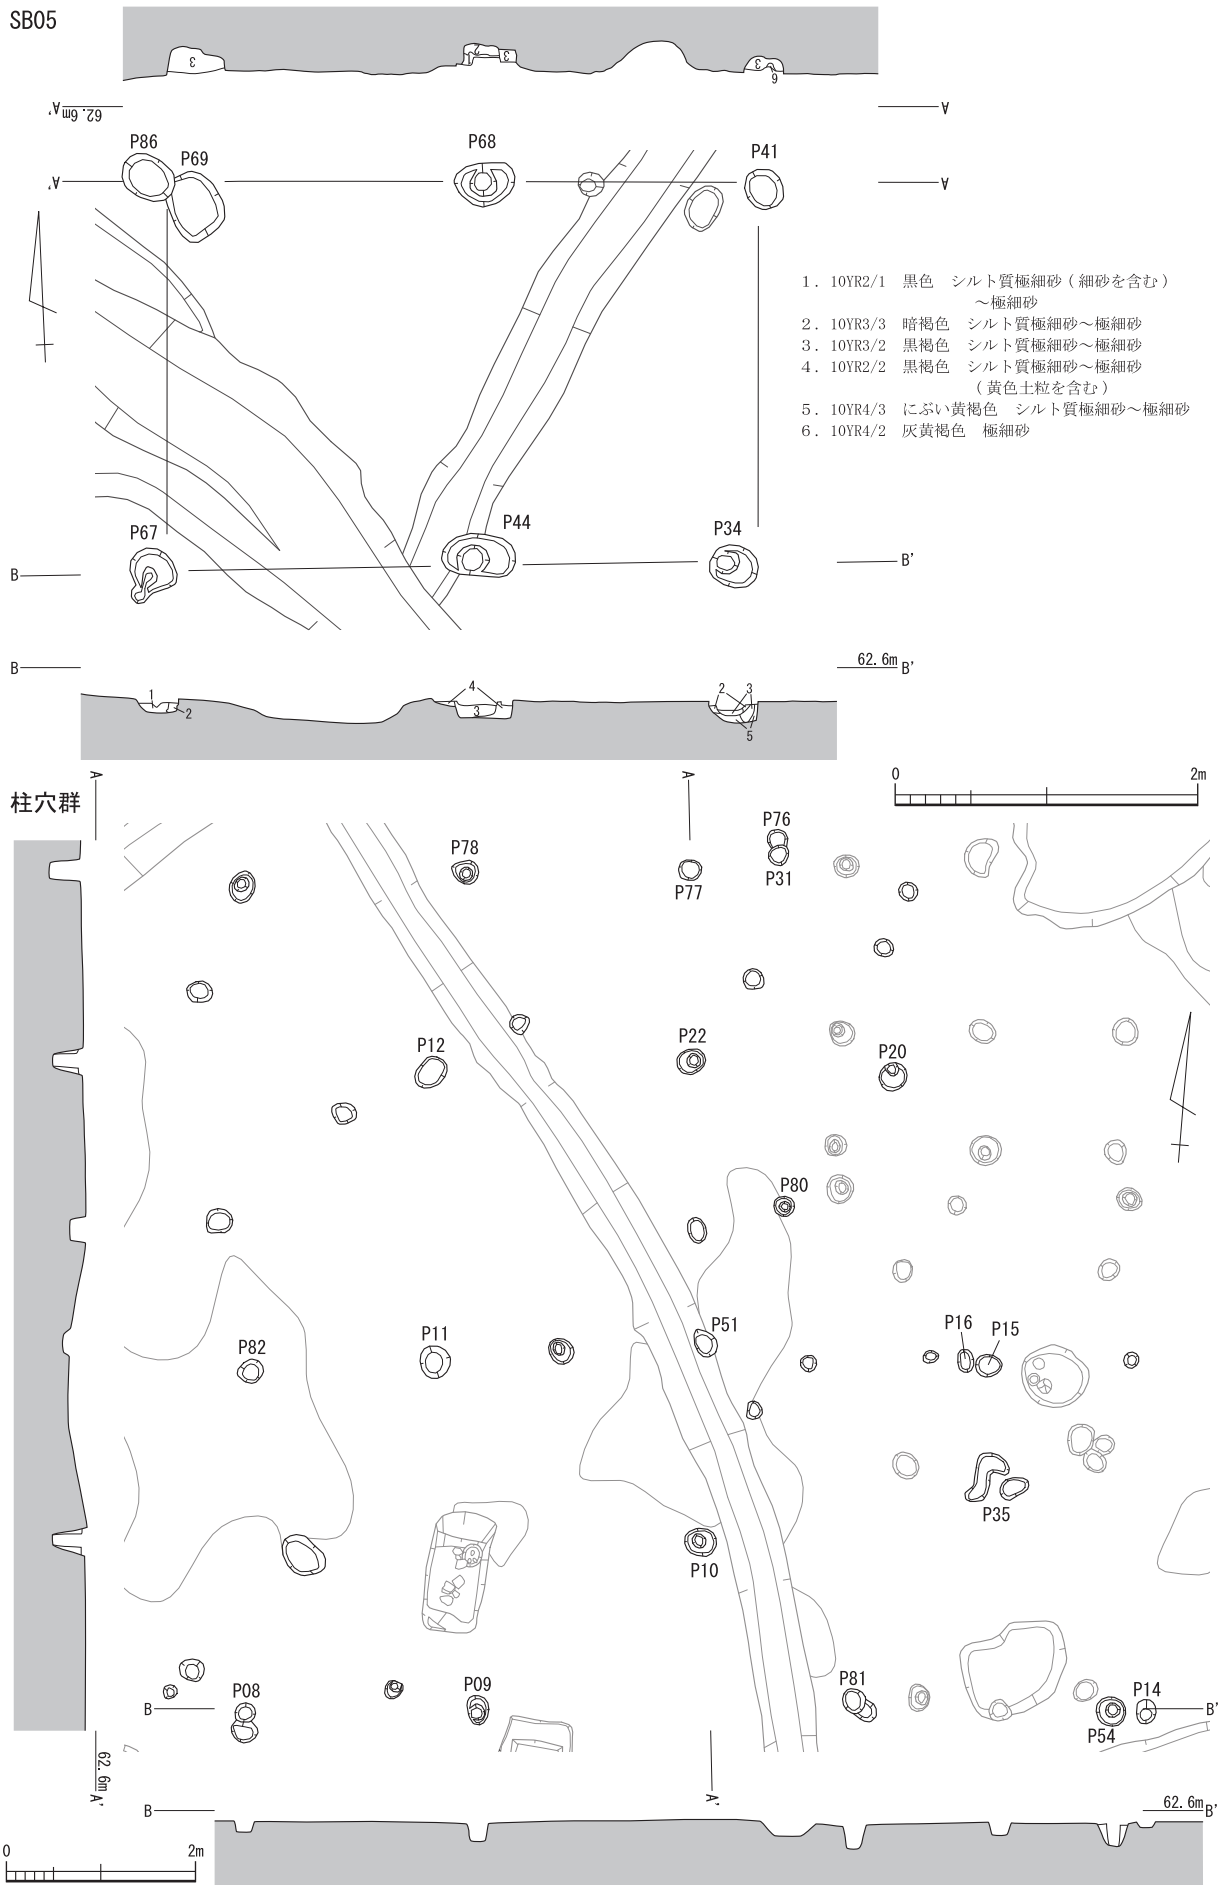 SB05
A' 62.6m A
P86 P69 P68 P41
A' A
1. 10YR2/1 黒色 シルト質極細砂（細砂を含む）
～極細砂
2. 10YR3/3 暗褐色 シルト質極細砂～極細砂
3. 10YR3/2 黒褐色 シルト質極細砂～極細砂
4. 10YR2/2 黒褐色 シルト質極細砂～極細砂
（黄色土粒を含む）
5. 10YR4/3 にぶい黄褐色 シルト質極細砂～極細砂
6. 10YR4/2 灰黄褐色 極細砂
3 2 3 3 6
P67 P44 P34
B B'
B 62.6m B'
1 2 4 3 2 3 5
0 2m
柱穴群
A A
P78 P77 P76
P31
P12 P22 P20
P80
P82 P11 P51 P16 P15
P35
P10
P08 P09 P81 P54 P14
B B'
62.6m A' A'
B 62.6m B'
0 2m